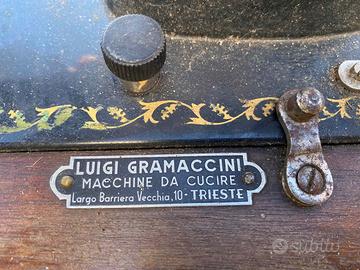 LUIGI GRAMACCINI
MACCHINE DA CUCIRE
Largo Barriera Vecchia, 10 - TRIESTE
subito